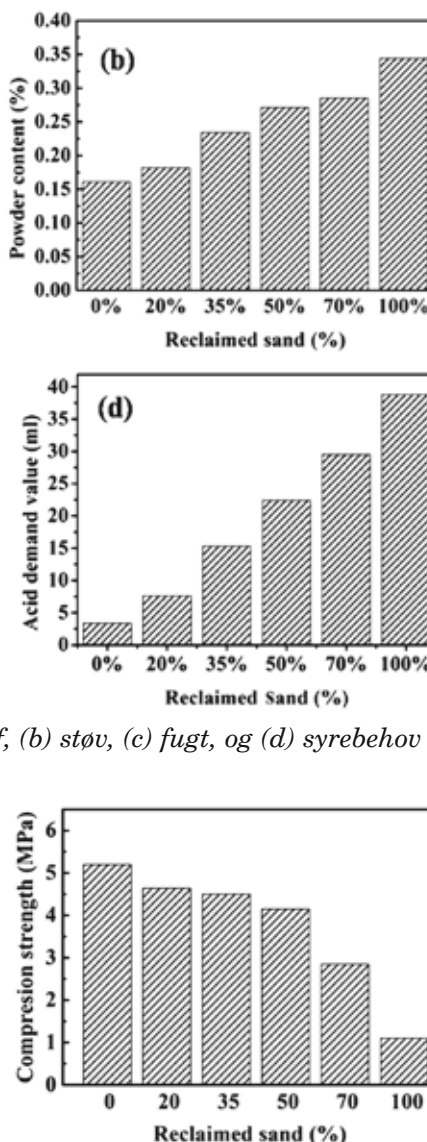 0.40
0.35
0.30
0.25
0.20
0.15
0.10
0.05
0.00
Powder content (%)
(b)
0% 20% 35% 50% 70% 100%
Reclaimed sand (%)
40
35
30
25
20
15
10
5
0
Acid demand value (ml)
(d)
0% 20% 35% 50% 70% 100%
Reclaimed Sand (%)
f, (b) støv, (c) fugt, og (d) syrebehov
6
5
4
3
2
1
0
Compresion strength (MPa)
0 20 35 50 70 100
Reclaimed sand (%)